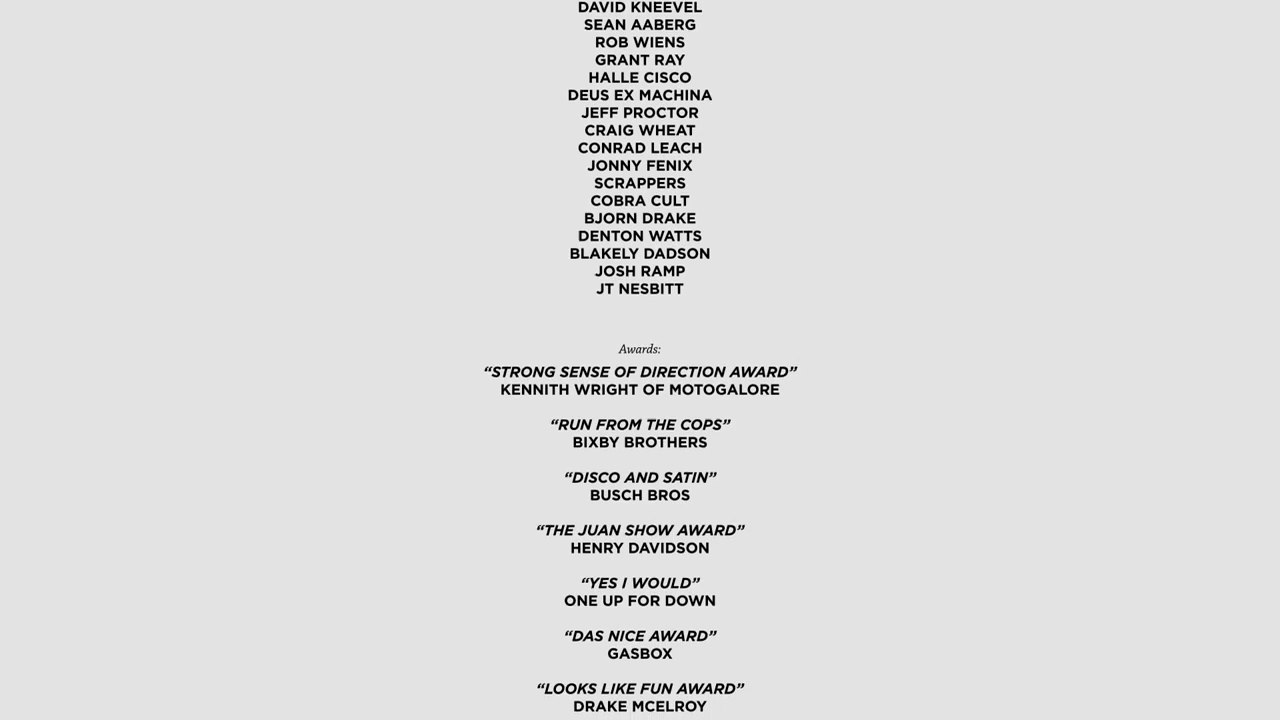 DAVID KNEEVEL
SEAN AABERG
ROB WIENS
GRANT RAY
HALLE CISCO
DEUS EX MACHINA
JEFF PROCTOR
CRAIG WHEAT
CONRAD LEACH
JONNY FENIX
SCRAPPERS
COBRA CULT
BJORN DRAKE
DENTON WATTS
BLAKELY DADSON
JOSH RAMP
JT NESBITT
Awards:
“STRONG SENSE OF DIRECTION AWARD”
KENNITH WRIGHT OF MOTOGALORE
“RUN FROM THE COPS”
BIXBY BROTHERS
“DISCO AND SATIN”
BUSCH BROS
“THE JUAN SHOW AWARD”
HENRY DAVIDSON
“YES I WOULD”
ONE UP FOR DOWN
“DAS NICE AWARD”
GASBOX
“LOOKS LIKE FUN AWARD”
DRAKE MCELROY